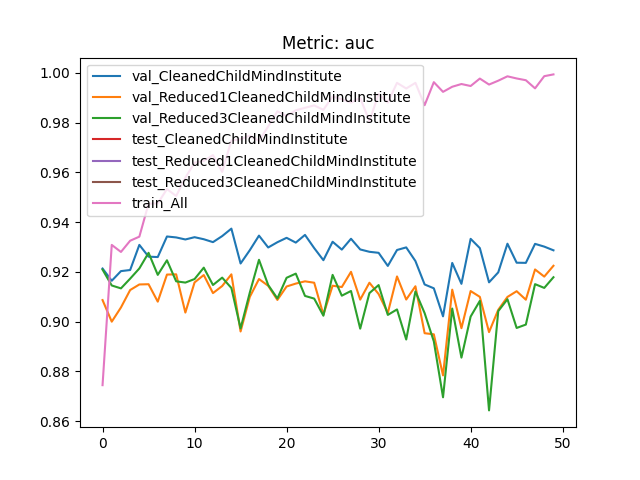 Metric: auc
1.00
0.98
0.96
0.94
0.92
0.90
0.88
0.86
val_CleanedChildMindInstitute
val_Reduced1CleanedChildMindInstitute
val_Reduced3CleanedChildMindInstitute
test_CleanedChildMindInstitute
test_Reduced1CleanedChildMindInstitute
test_Reduced3CleanedChildMindInstitute
train_All
0 10 20 30 40 50